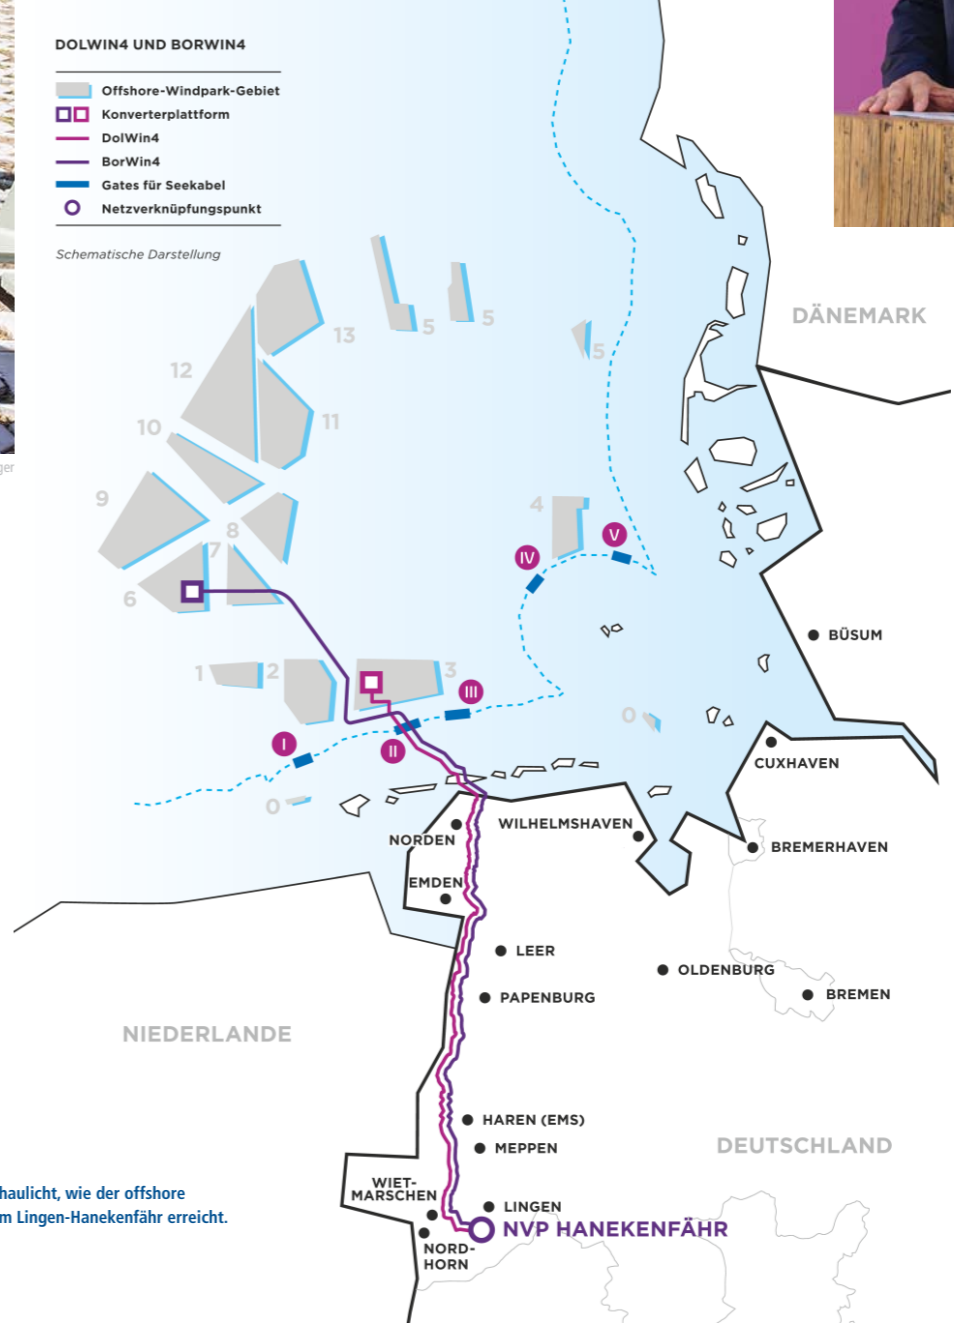 DOLWIN4 UND BORWIN4
Offshore-Windpark-Gebiet
Konverterplattform
DolWin4
BorWin4
Gates für Seekabel
Netzverknüpfungspunkt
Schematische Darstellung
13
5
5
5
12
11
10
9
8
7
6
4
IV
V
DÄNEMARK
BÜSUM
1
2
3
III
I
II
0
0
CUXHAVEN
NORDEN
WILHELMSHAVEN
BREMERHAVEN
EMDEN
LEER
OLDENBURG
PAPENBURG
BREMEN
NIEDERLANDE
HAREN (EMS)
MEPPEN
DEUTSCHLAND
WIET-
MARSCHEN
LINGEN
NVP HANEKENFÄHR
NORD-
HORN
haulicht, wie der offshore
m Lingen-Hanekenfähr erreicht.
ger